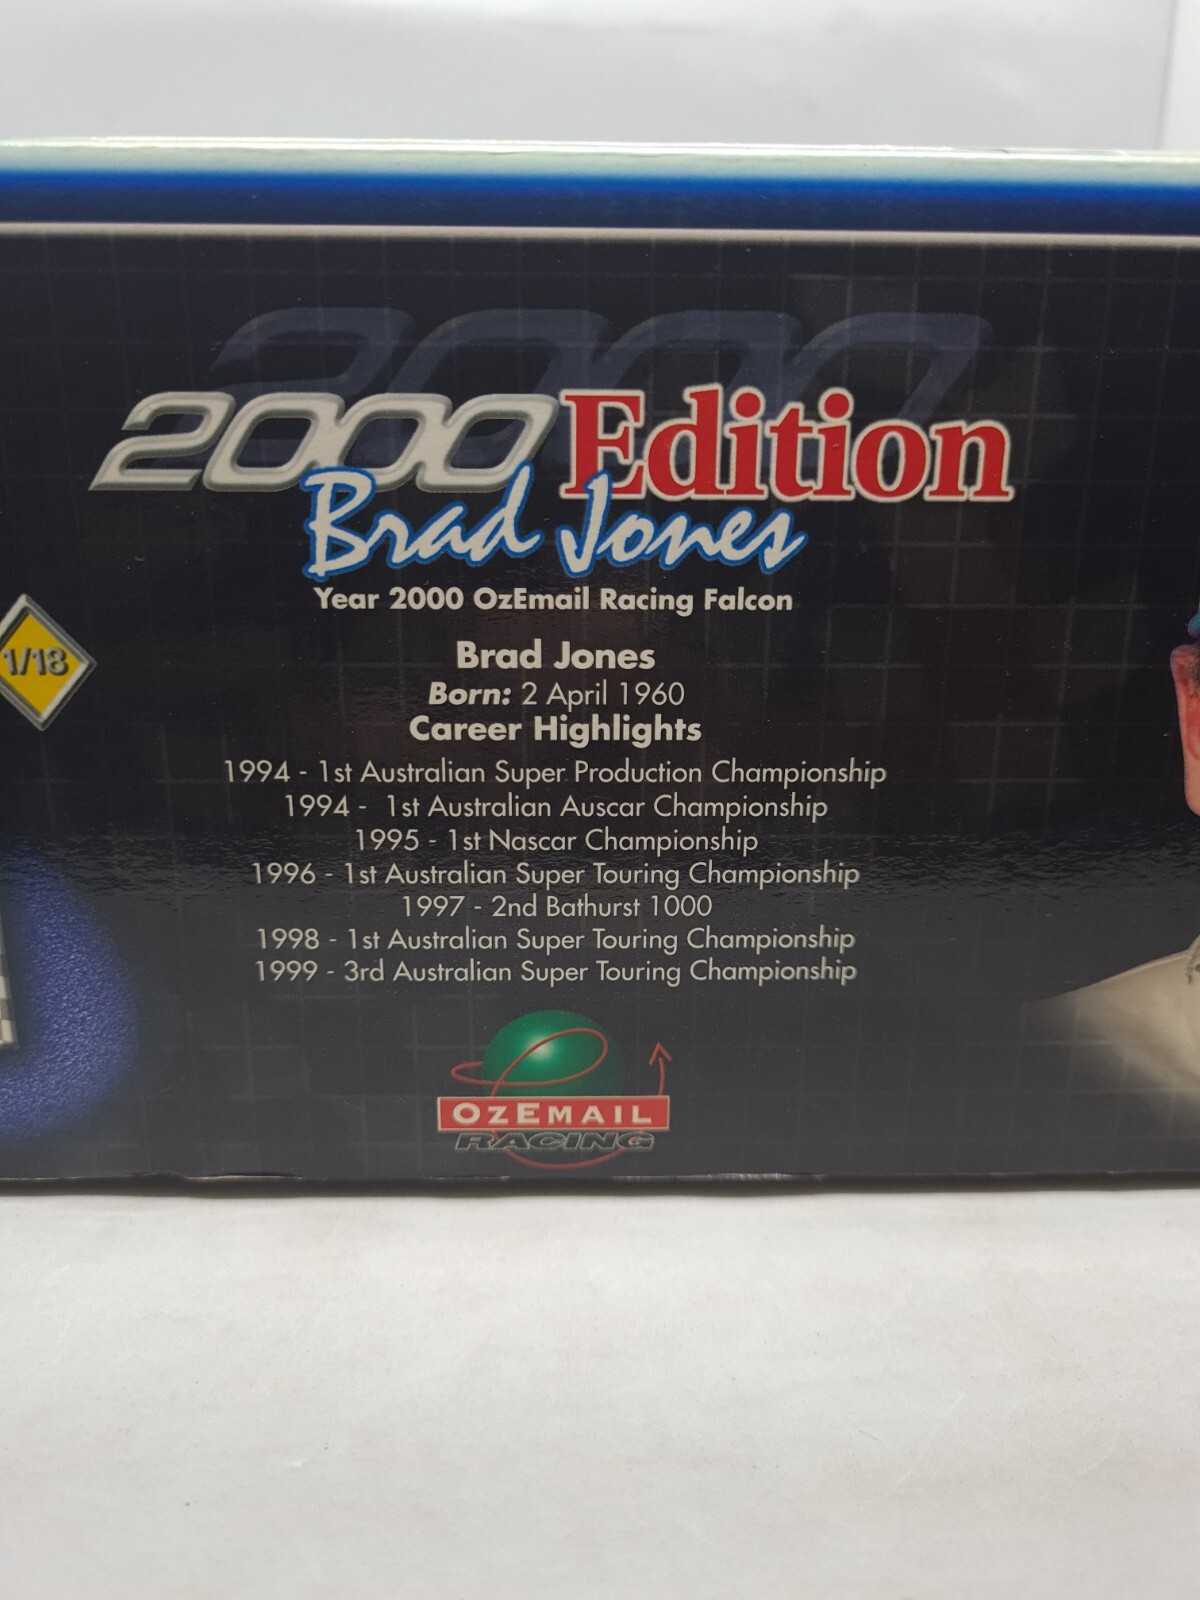 2000
2000 Edition
Brad Jones
Year 2000 OzEmail Racing Falcon
1/18
Brad Jones
Born: 2 April 1960
Career Highlights
1994 - 1st Australian Super Production Championship
1994 - 1st Australian Auscar Championship
1995 - 1st Nascar Championship
1996 - 1st Australian Super Touring Championship
1997 - 2nd Bathurst 1000
1998 - 1st Australian Super Touring Championship
1999 - 3rd Australian Super Touring Championship
OZEMAIL
RACING